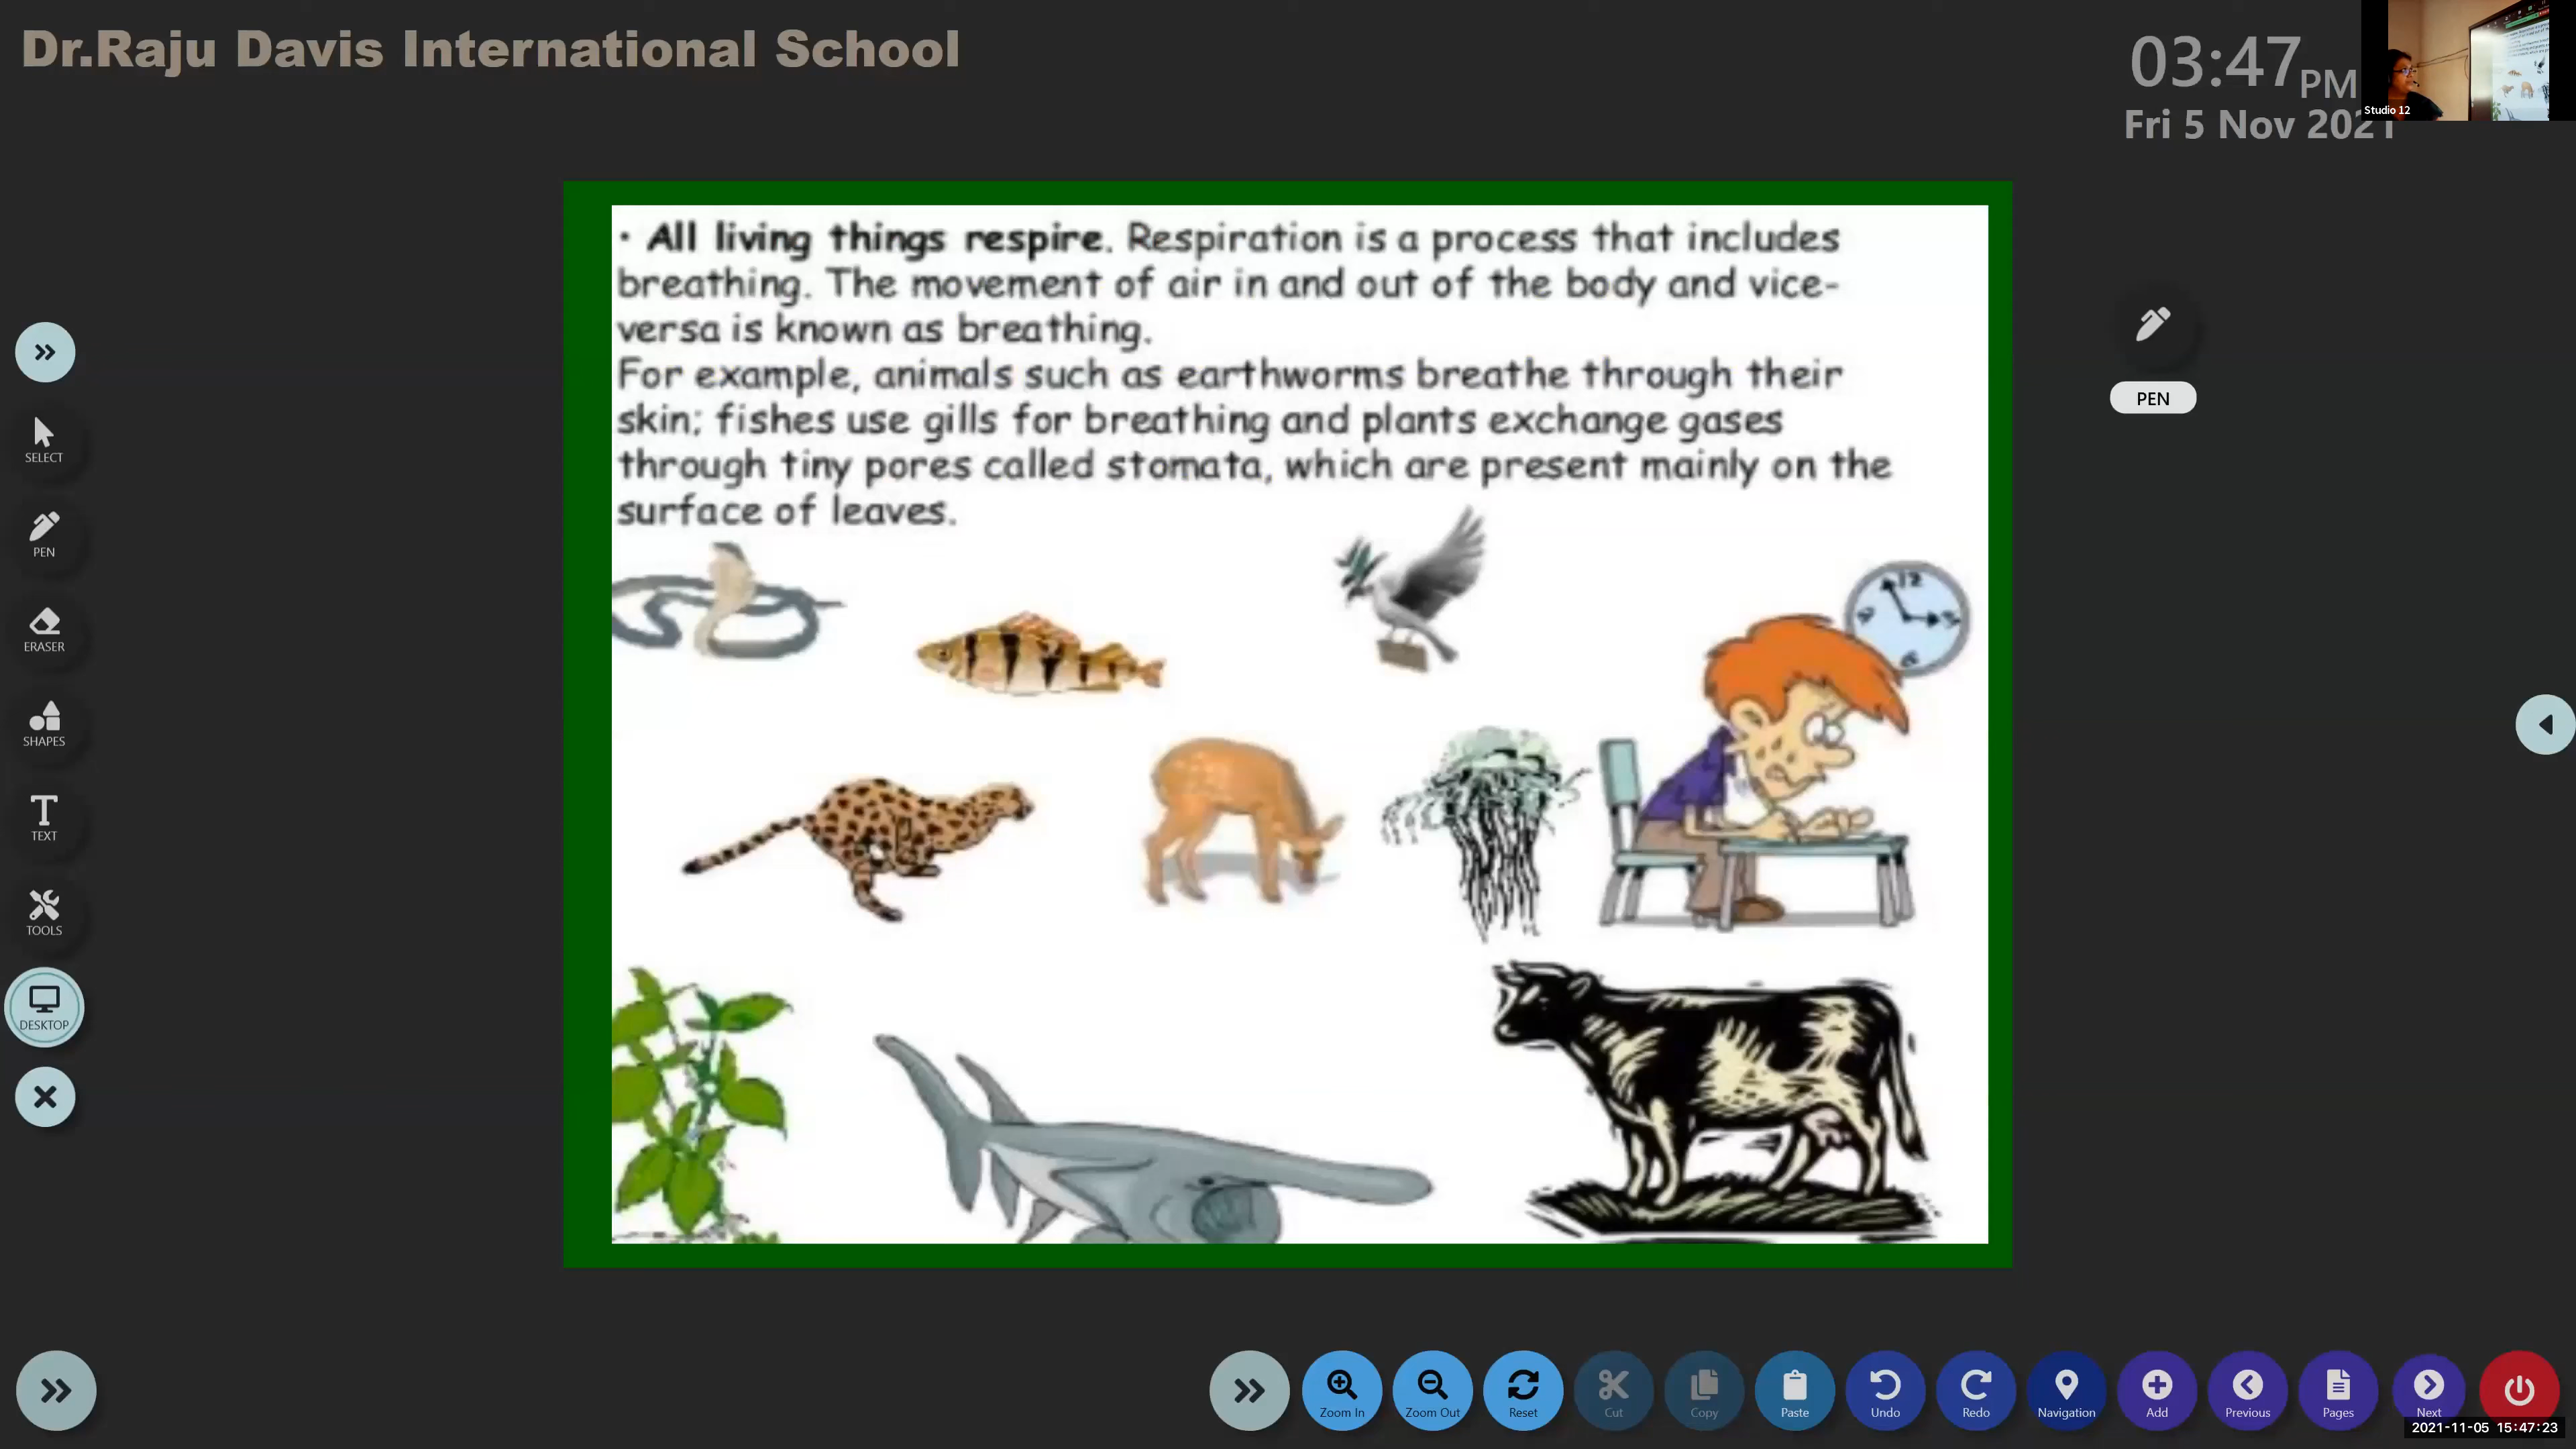 Dr.Raju Davis International School
03:47 PM
Fri 5 Nov 2021
Studio 12
• All living things respire. Respiration is a process that includes
breathing. The movement of air in and out of the body and vice-
versa is known as breathing.
For example, animals such as earthworms breathe through their
skin; fishes use gills for breathing and plants exchange gases
through tiny pores called stomata, which are present mainly on the
surface of leaves.
12
SELECT
PEN
ERASER
SHAPES
TEXT
TOOLS
DESKTOP
PEN
Zoom In
Zoom Out
Reset
Cut
Copy
Paste
Undo
Redo
Navigation
Add
Previous
Pages
Next
2021-11-05 15:47:23